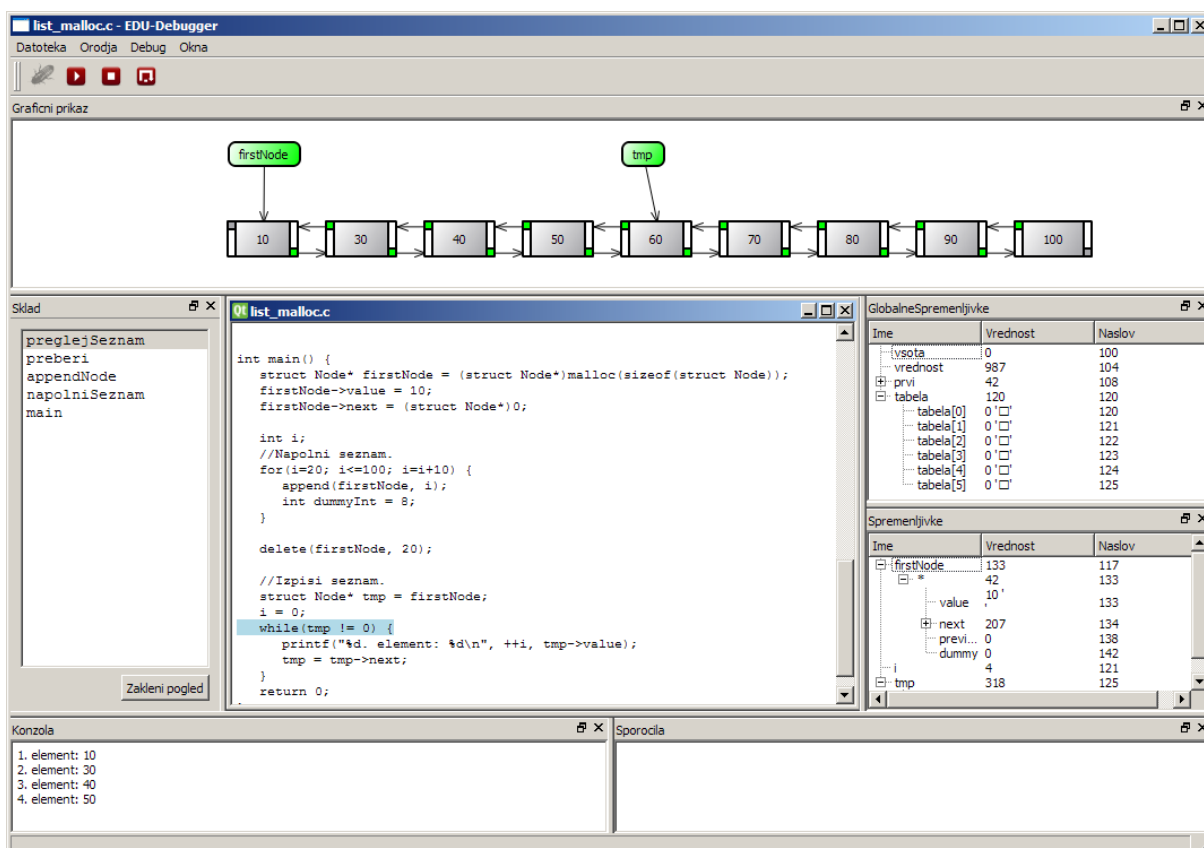 list_malloc.c - EDU-Debugger
Datoteka Orodja Debug Okna
Graficni prikaz
firstNode
tmp
10 30 40 50 60 70 80 90 100
Sklad
preglejSeznam
preberi
appendNode
napolniSeznam
main
Zakleni pogled
Qt list_malloc.c
int main() {
struct Node* firstNode = (struct Node*)malloc(sizeof(struct Node));
firstNode->value = 10;
firstNode->next = (struct Node*)0;
int i;
//Napolni seznam.
for(i=20; i<=100; i=i+10) {
append(firstNode, i);
int dummyInt = 8;
}
delete(firstNode, 20);
//Izpisi seznam.
struct Node* tmp = firstNode;
i = 0;
while(tmp != 0) {
printf("%d. element: %d\n", ++i, tmp->value);
tmp = tmp->next;
}
return 0;
GlobalneSpremenljivke
Ime Vrednost Naslov
vsota 0 100
vrednost 987 104
prvi 42 108
tabela 120 120
tabela[0] 0 '□' 120
tabela[1] 0 '□' 121
tabela[2] 0 '□' 122
tabela[3] 0 '□' 123
tabela[4] 0 '□' 124
tabela[5] 0 '□' 125
Spremenljivke
Ime Vrednost Naslov
firstNode 133 117
* 42 133
value 10 ' ' 133
next 207 134
previ... 0 138
dummy 0 142
i 4 121
tmp 318 125
Konzola
1. element: 10
2. element: 30
3. element: 40
4. element: 50
Sporocila